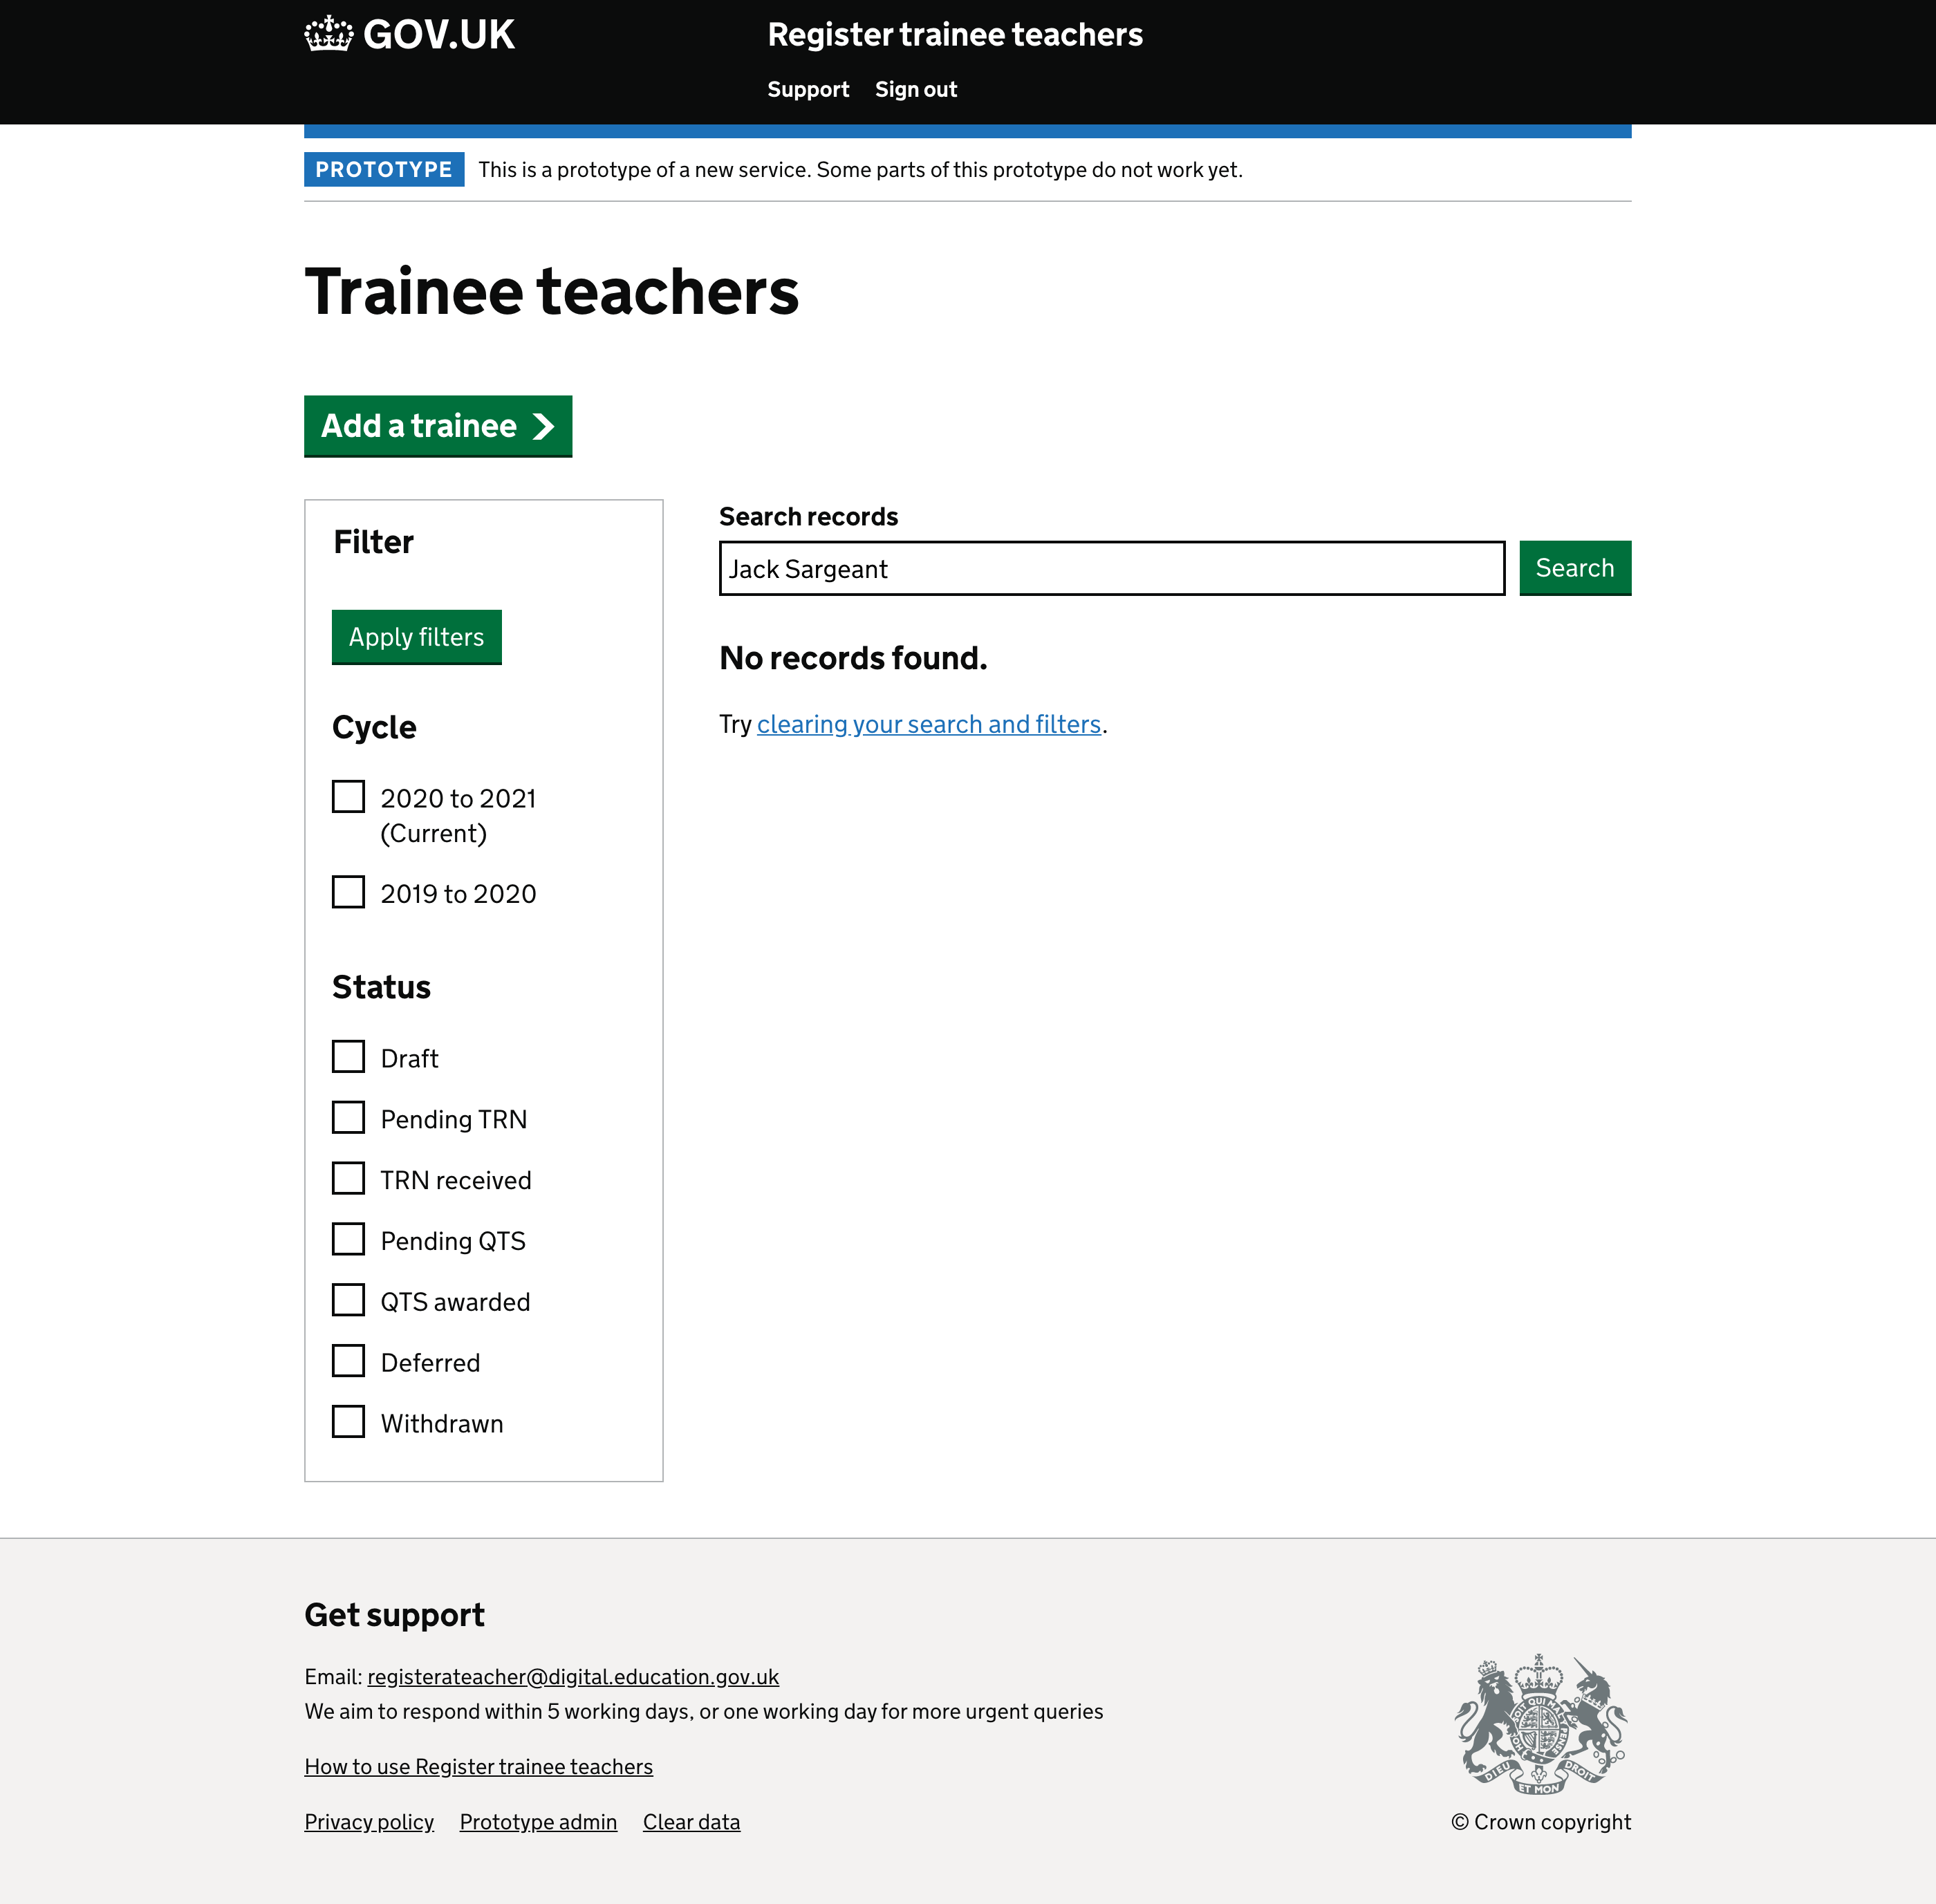 GOV.UK
Register trainee teachers
Support Sign out
PROTOTYPE This is a prototype of a new service. Some parts of this prototype do not work yet.
Trainee teachers
Add a trainee
Filter
Apply filters
Cycle
2020 to 2021
(Current)
2019 to 2020
Status
Draft
Pending TRN
TRN received
Pending QTS
QTS awarded
Deferred
Withdrawn
Search records
Jack Sargeant
Search
No records found.
Try clearing your search and filters.
Get support
Email: registerateacher@digital.education.gov.uk
We aim to respond within 5 working days, or one working day for more urgent queries
How to use Register trainee teachers
Privacy policy Prototype admin Clear data
DIEU ET MON DROIT
© Crown copyright